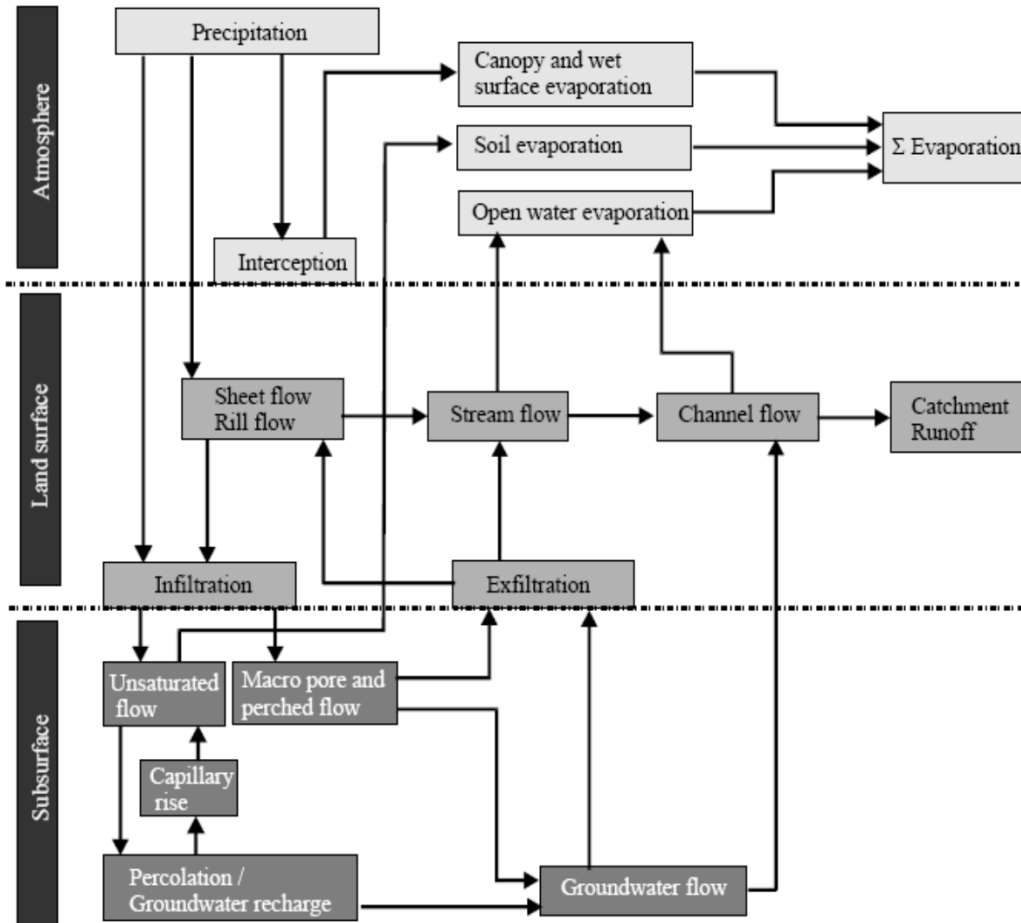 Atmosphere
Precipitation
Canopy and wet
surface evaporation
Soil evaporation
Σ Evaporation
Open water evaporation
Interception
Land surface
Sheet flow
Rill flow
Stream flow
Channel flow
Catchment
Runoff
Infiltration
Exfiltration
Subsurface
Unsaturated
flow
Macro pore and
perched flow
Capillary
rise
Percolation /
Groundwater recharge
Groundwater flow